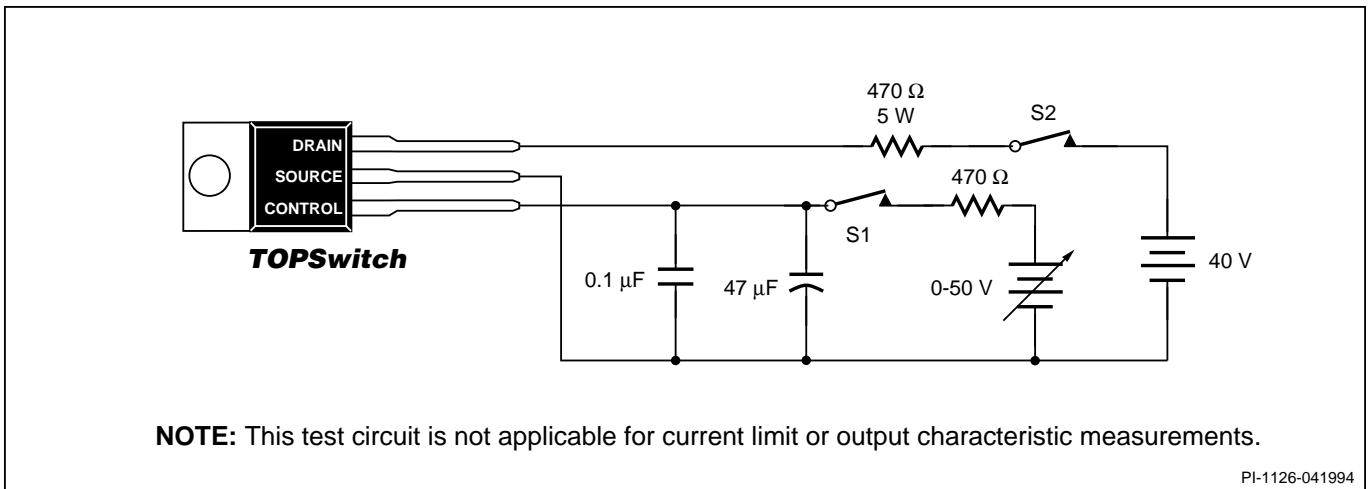 470 Ω
5 W
S2
DRAIN
SOURCE
470 Ω
CONTROL
S1
TOPSwitch
0.1 μF
47 μF
0-50 V
40 V
NOTE: This test circuit is not applicable for current limit or output characteristic measurements.
PI-1126-041994